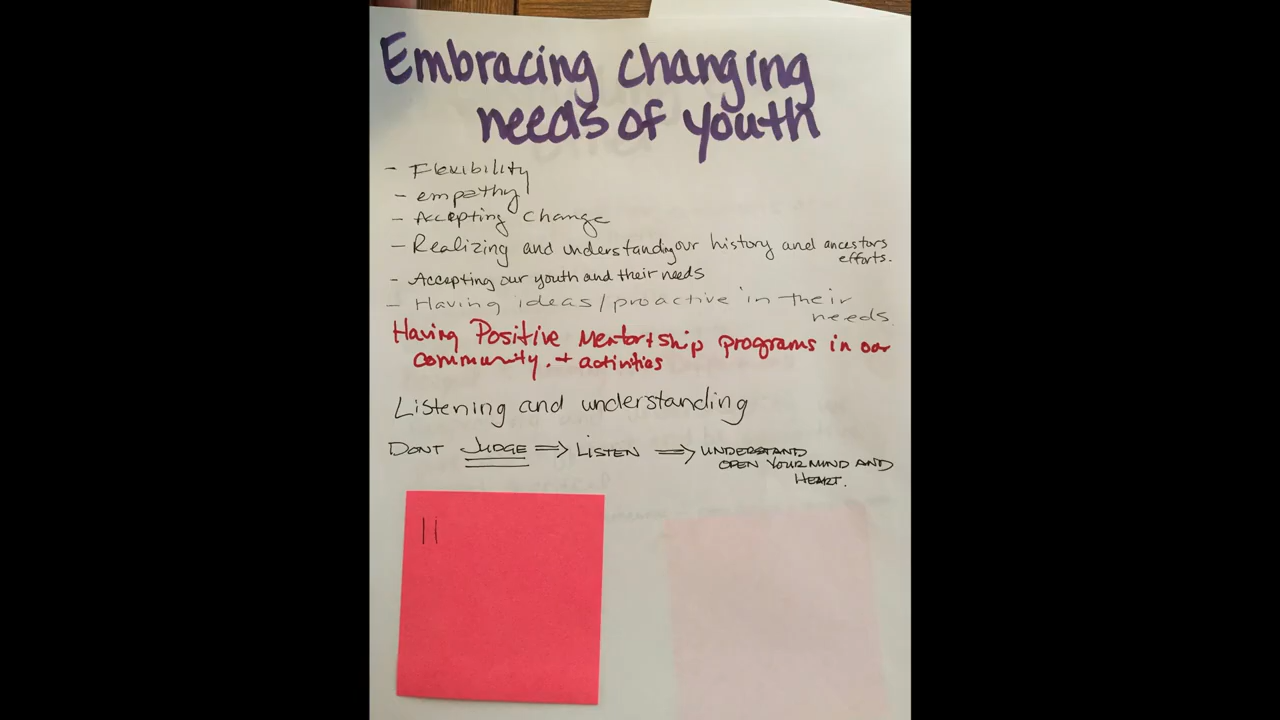 Embracing changing
needs of youth
- Flexibility
- empathy
- Accepting Change
- Realizing and understanding our history and ancestors
efforts.
- Accepting our youth and their needs
- Having ideas/proactive in their
needs.
Having Positive Mentortship programs in our
community. + activities
Listening and understanding
DONT JUDGE ⇒ LISTEN ⇒ UNDERSTAND
OPEN YOUR MIND AND
HEART.
11